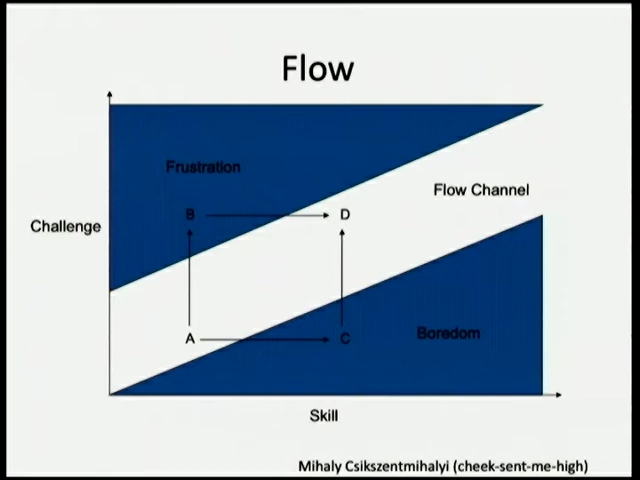 Flow
Frustration
Flow Channel
B
D
Challenge
A
C
Boredom
Skill
Mihaly Csikszentmihalyi (cheek-sent-me-high)